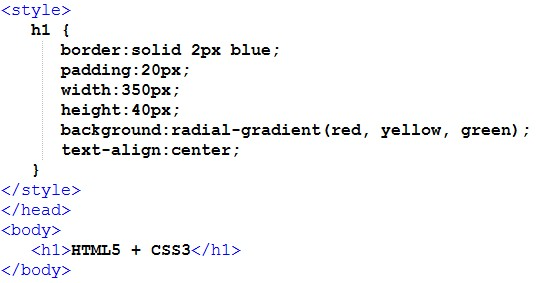 <style>
h1 {
border:solid 2px blue;
padding:20px;
width:350px;
height:40px;
background:radial-gradient(red, yellow, green);
text-align:center;
}
</style>
</head>
<body>
<h1>HTML5 + CSS3</h1>
</body>